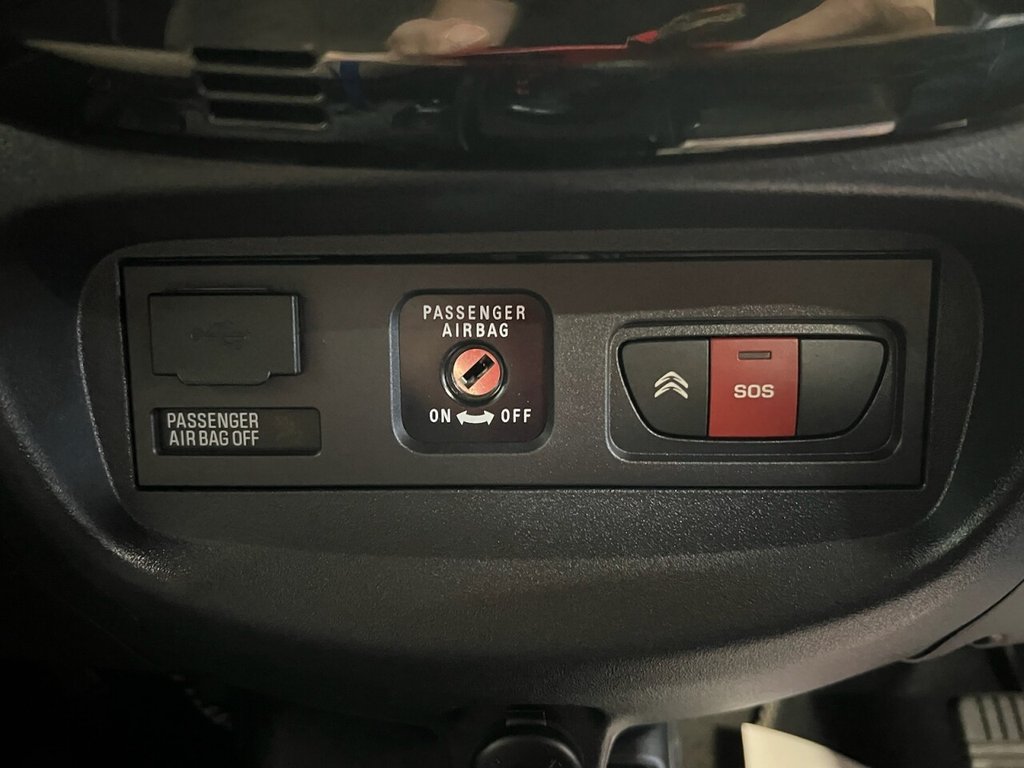 PASSENGER
AIRBAG
ON OFF
SOS
PASSENGER
AIR BAG OFF